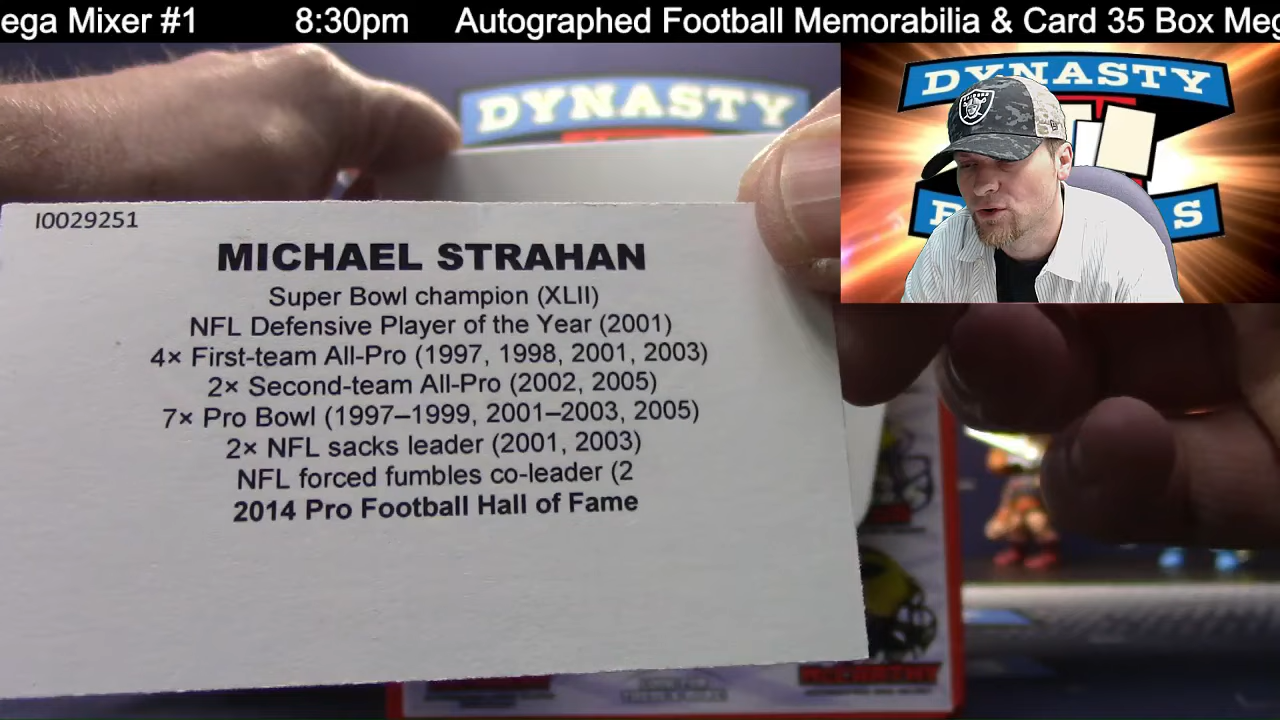 ega Mixer #1 8:30pm Autographed Football Memorabilia & Card 35 Box Meg
DYNASTY
DYNASTY
S
I0029251
MICHAEL STRAHAN
Super Bowl champion (XLII)
NFL Defensive Player of the Year (2001)
4× First-team All-Pro (1997, 1998, 2001, 2003)
2× Second-team All-Pro (2002, 2005)
7× Pro Bowl (1997–1999, 2001–2003, 2005)
2× NFL sacks leader (2001, 2003)
NFL forced fumbles co-leader (2
2014 Pro Football Hall of Fame
MCCARTHY